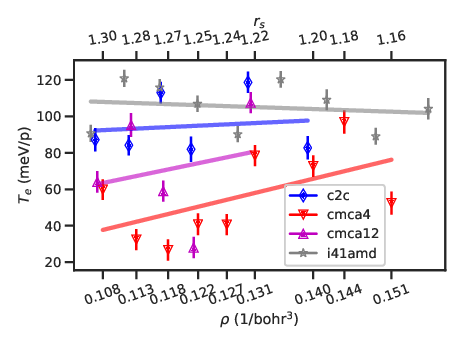 r_s
1.30 1.28 1.27 1.25 1.24 1.22 1.20 1.18 1.16
T_e (meV/p)
120
100
80
60
40
20
c2c
cmca4
cmca12
i41amd
0.108 0.113 0.118 0.122 0.127 0.131 0.140 0.144 0.151
ρ (1/bohr³)